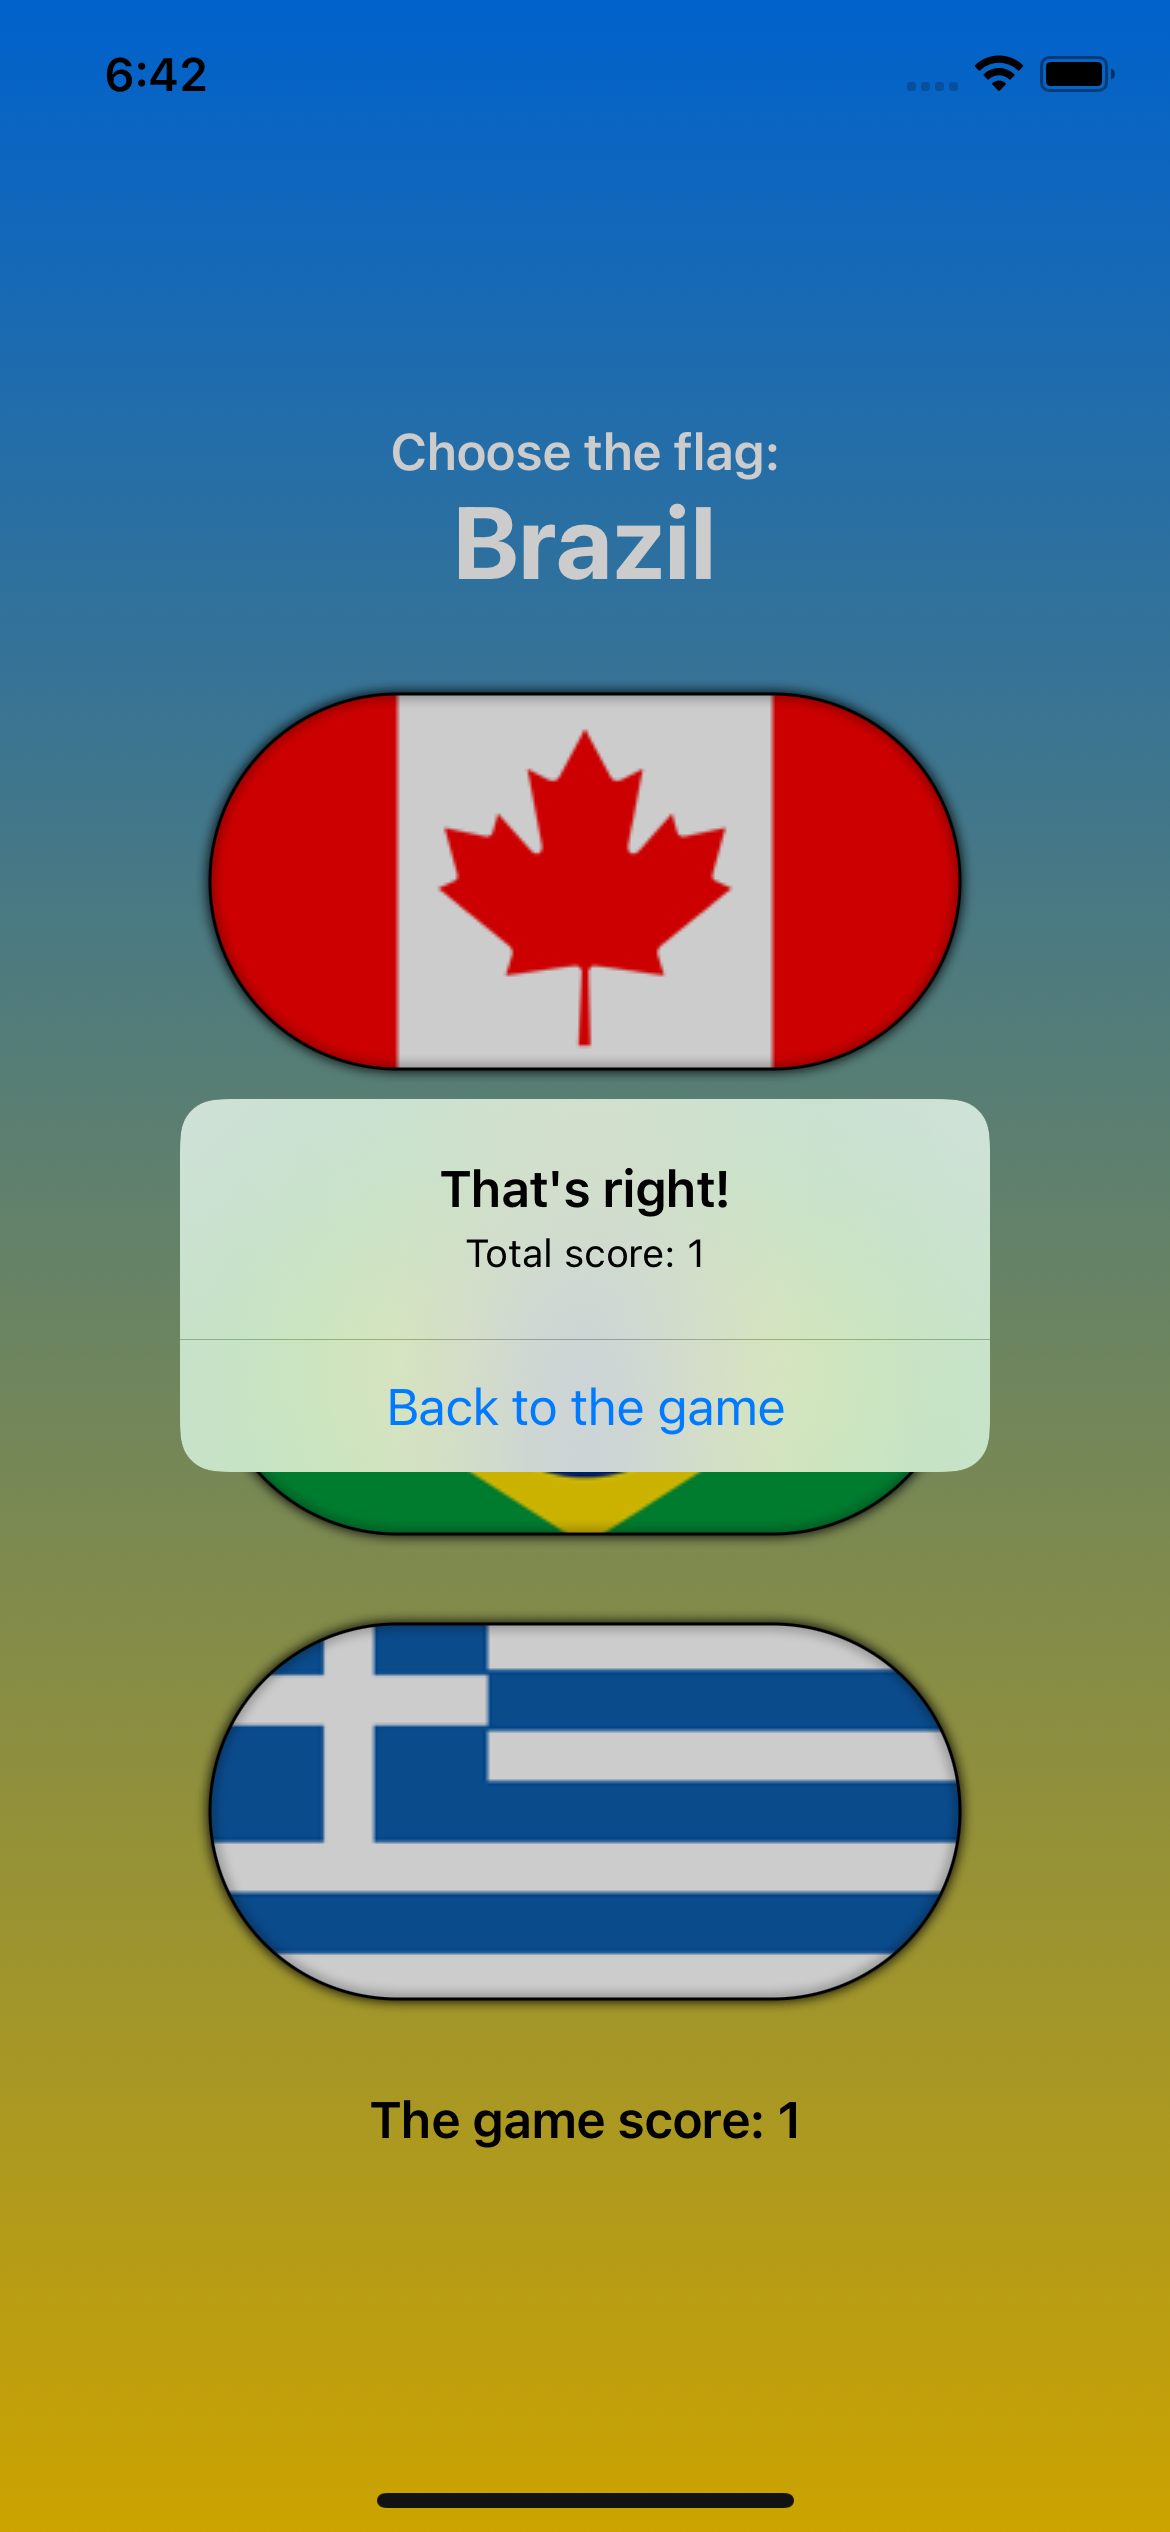 6:42
Choose the flag:
Brazil
That's right!
Total score: 1
Back to the game
The game score: 1